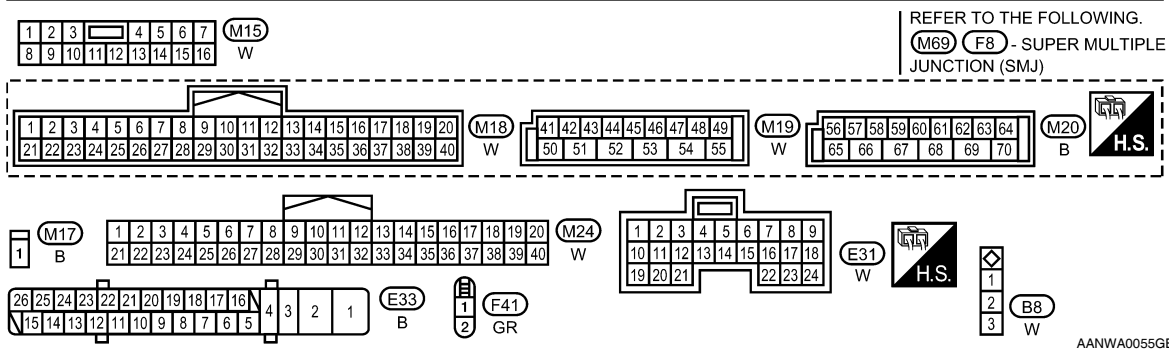 REFER TO THE FOLLOWING.
M69 F8 - SUPER MULTIPLE
JUNCTION (SMJ)
1 2 3 4 5 6 7 M15
8 9 10 11 12 13 14 15 16 W
1 2 3 4 5 6 7 8 9 10 11 12 13 14 15 16 17 18 19 20 M18
21 22 23 24 25 26 27 28 29 30 31 32 33 34 35 36 37 38 39 40 W
41 42 43 44 45 46 47 48 49 M19
50 51 52 53 54 55 W
56 57 58 59 60 61 62 63 64 M20
65 66 67 68 69 70 B
H.S.
1 M17
B
1 2 3 4 5 6 7 8 9 10 11 12 13 14 15 16 17 18 19 20 M24
21 22 23 24 25 26 27 28 29 30 31 32 33 34 35 36 37 38 39 40 W
1 2 3 4 5 6 7 8 9
10 11 12 13 14 15 16 17 18 E31
19 20 21 22 23 24 W
H.S.
26 25 24 23 22 21 20 19 18 17 16 4 3 2 1 E33
15 14 13 12 11 10 9 8 7 6 5 B
1 F41
2 GR
1
2 B8
3 W
AANWA0055GB